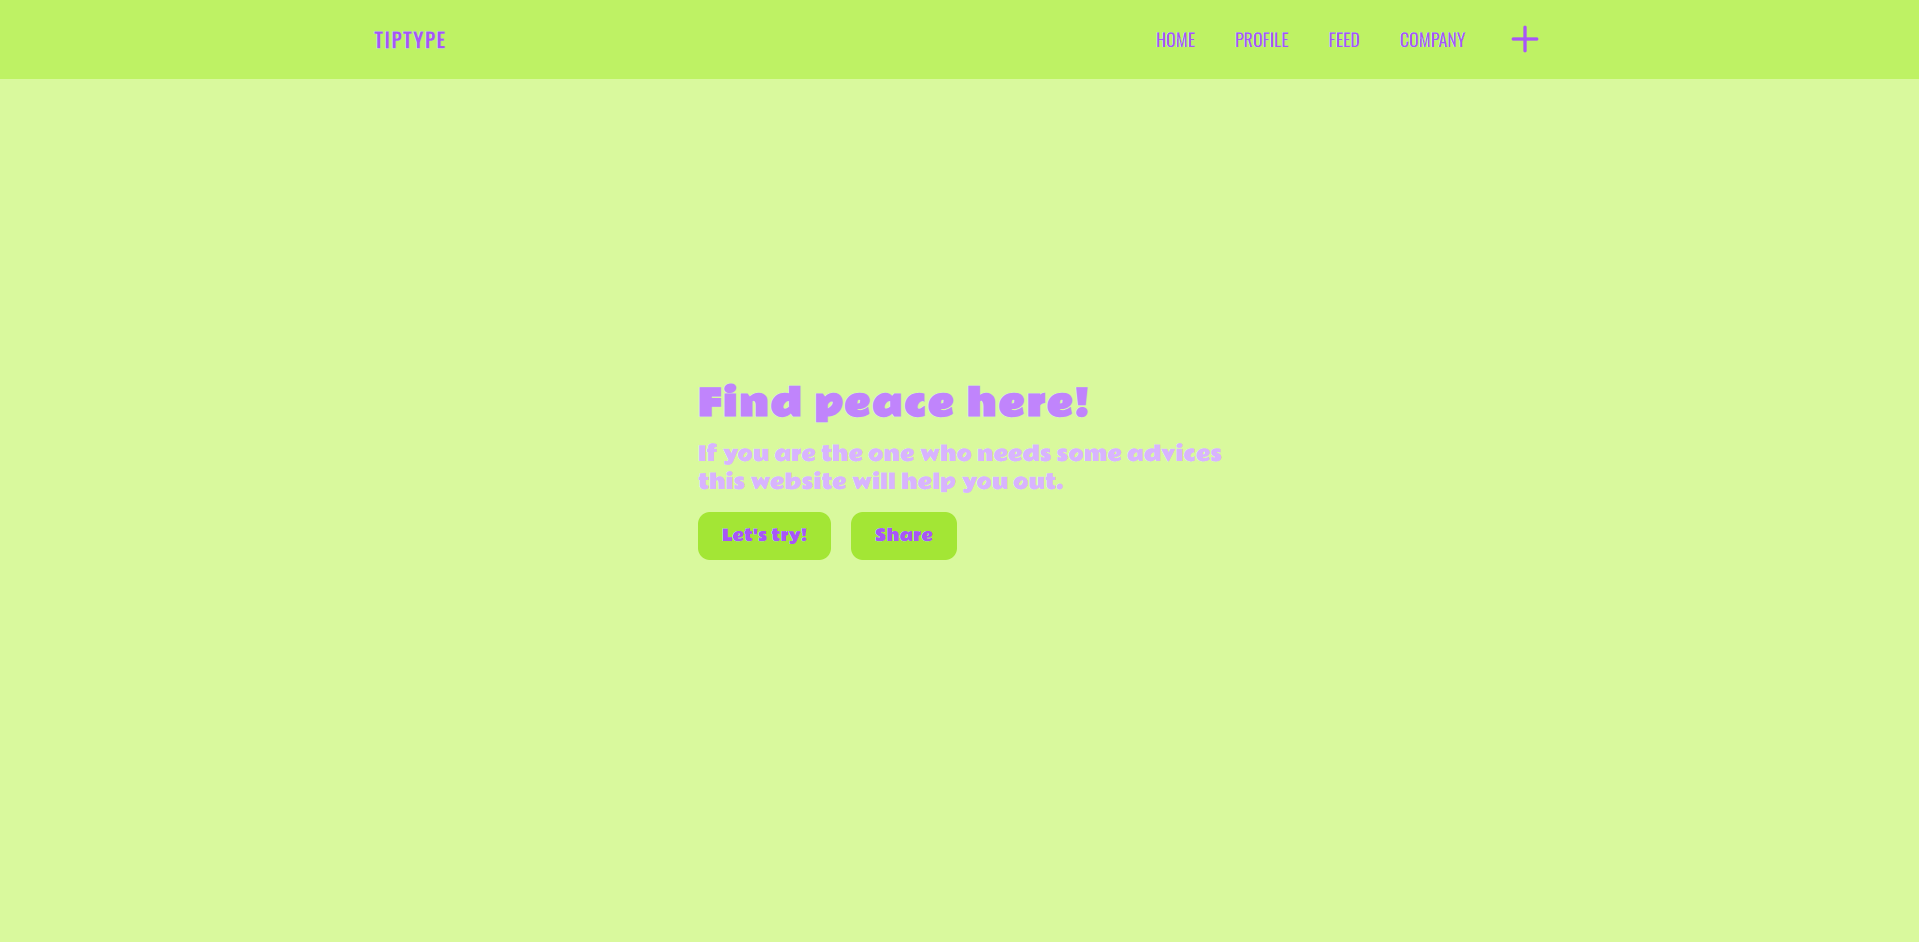 TIPTYPE
HOME PROFILE FEED COMPANY
Find peace here!
If you are the one who needs some advices
this website will help you out.
Let's try! Share